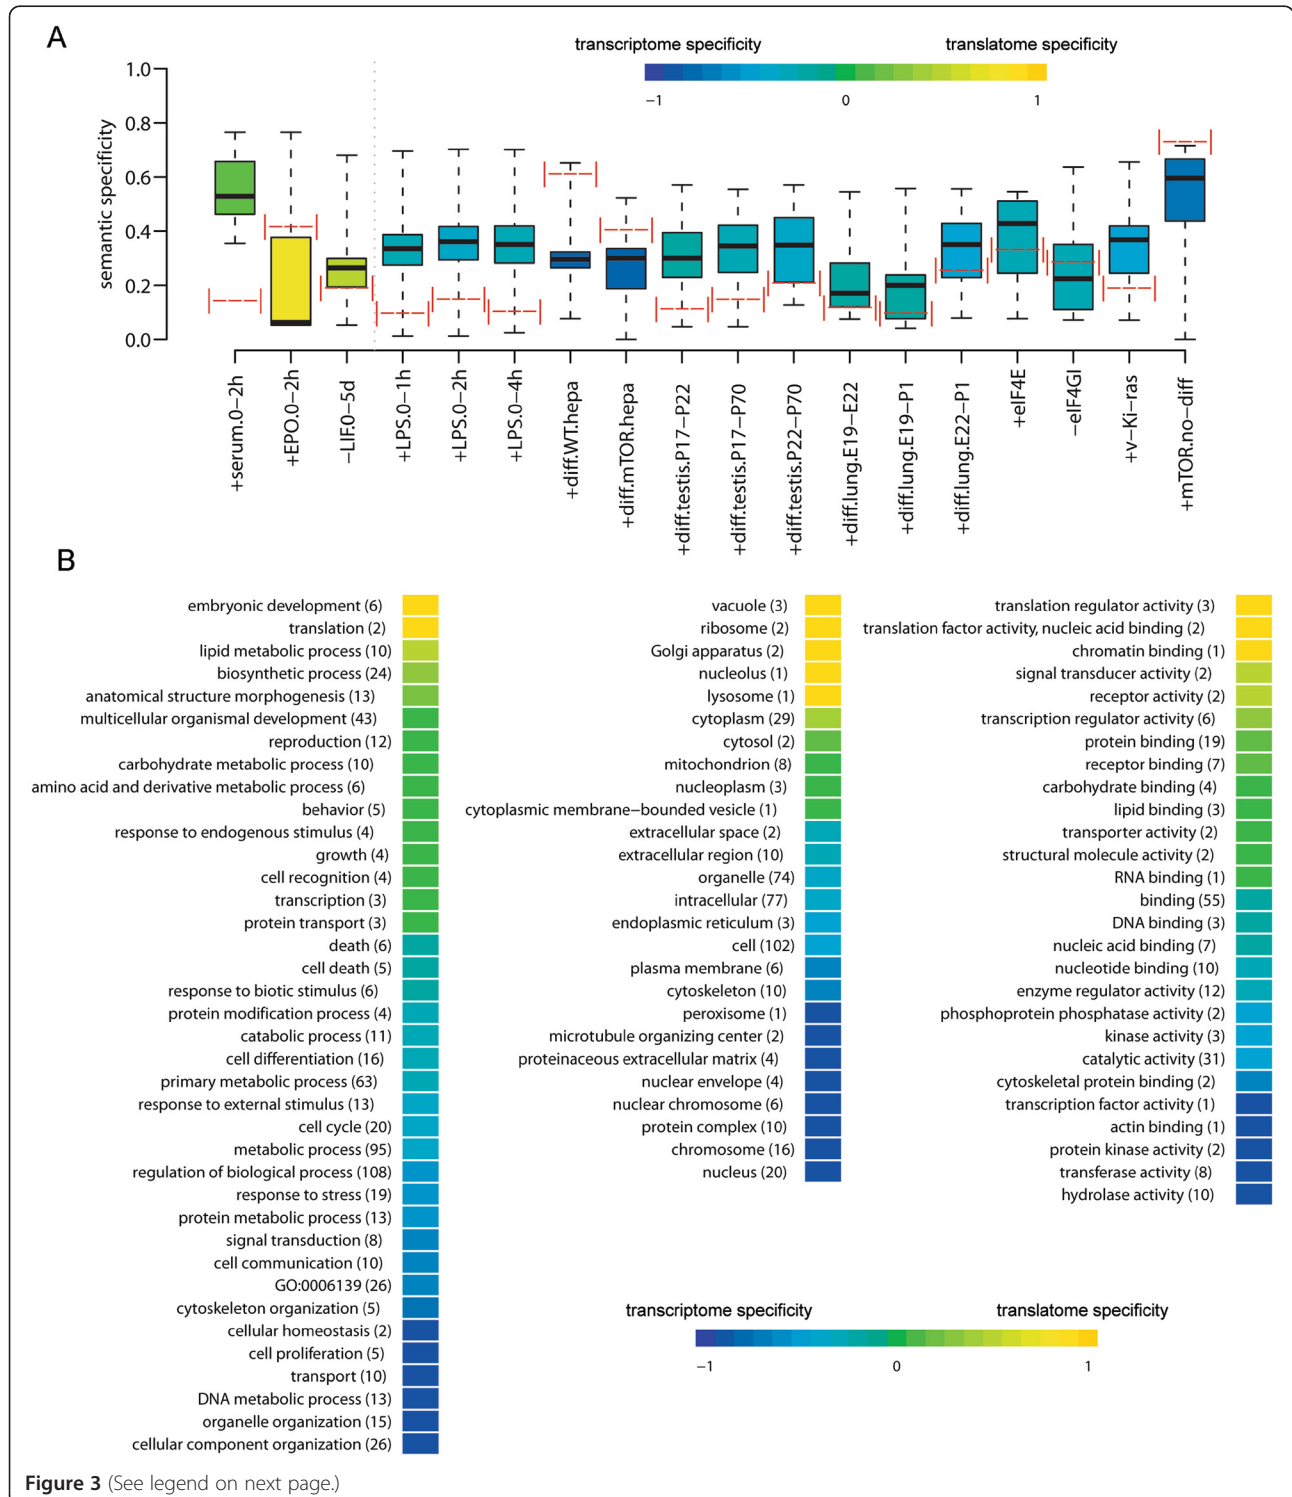 A
transcriptome specificity
translatome specificity
−1
0
1
semantic specificity
1.0
0.8
0.6
0.4
0.2
0.0
+serum.0−2h
+EPO.0−2h
−LIF.0−5d
+LPS.0−1h
+LPS.0−2h
+LPS.0−4h
+diff.WT.hepa
+diff.mTOR.hepa
+diff.testis.P17−P22
+diff.testis.P17−P70
+diff.testis.P22−P70
+diff.lung.E19−E22
+diff.lung.E19−P1
+diff.lung.E22−P1
+eIF4E
−eIF4GI
+v−Ki−ras
+mTOR.no−diff
B
embryonic development (6)
translation (2)
lipid metabolic process (10)
biosynthetic process (24)
anatomical structure morphogenesis (13)
multicellular organismal development (43)
reproduction (12)
carbohydrate metabolic process (10)
amino acid and derivative metabolic process (6)
behavior (5)
response to endogenous stimulus (4)
growth (4)
cell recognition (4)
transcription (3)
protein transport (3)
death (6)
cell death (5)
response to biotic stimulus (6)
protein modification process (4)
catabolic process (11)
cell differentiation (16)
primary metabolic process (63)
response to external stimulus (13)
cell cycle (20)
metabolic process (95)
regulation of biological process (108)
response to stress (19)
protein metabolic process (13)
signal transduction (8)
cell communication (10)
GO:0006139 (26)
cytoskeleton organization (5)
cellular homeostasis (2)
cell proliferation (5)
transport (10)
DNA metabolic process (13)
organelle organization (15)
cellular component organization (26)
vacuole (3)
ribosome (2)
Golgi apparatus (2)
nucleolus (1)
lysosome (1)
cytoplasm (29)
cytosol (2)
mitochondrion (8)
nucleoplasm (3)
cytoplasmic membrane−bounded vesicle (1)
extracellular space (2)
extracellular region (10)
organelle (74)
intracellular (77)
endoplasmic reticulum (3)
cell (102)
plasma membrane (6)
cytoskeleton (10)
peroxisome (1)
microtubule organizing center (2)
proteinaceous extracellular matrix (4)
nuclear envelope (4)
nuclear chromosome (6)
protein complex (10)
chromosome (16)
nucleus (20)
translation regulator activity (3)
translation factor activity, nucleic acid binding (2)
chromatin binding (1)
signal transducer activity (2)
receptor activity (2)
transcription regulator activity (6)
protein binding (19)
receptor binding (7)
carbohydrate binding (4)
lipid binding (3)
transporter activity (2)
structural molecule activity (2)
RNA binding (1)
binding (55)
DNA binding (3)
nucleic acid binding (7)
nucleotide binding (10)
enzyme regulator activity (12)
phosphoprotein phosphatase activity (2)
kinase activity (3)
catalytic activity (31)
cytoskeletal protein binding (2)
transcription factor activity (1)
actin binding (1)
protein kinase activity (2)
transferase activity (8)
hydrolase activity (10)
transcriptome specificity
translatome specificity
−1
0
1
Figure 3 (See legend on next page.)